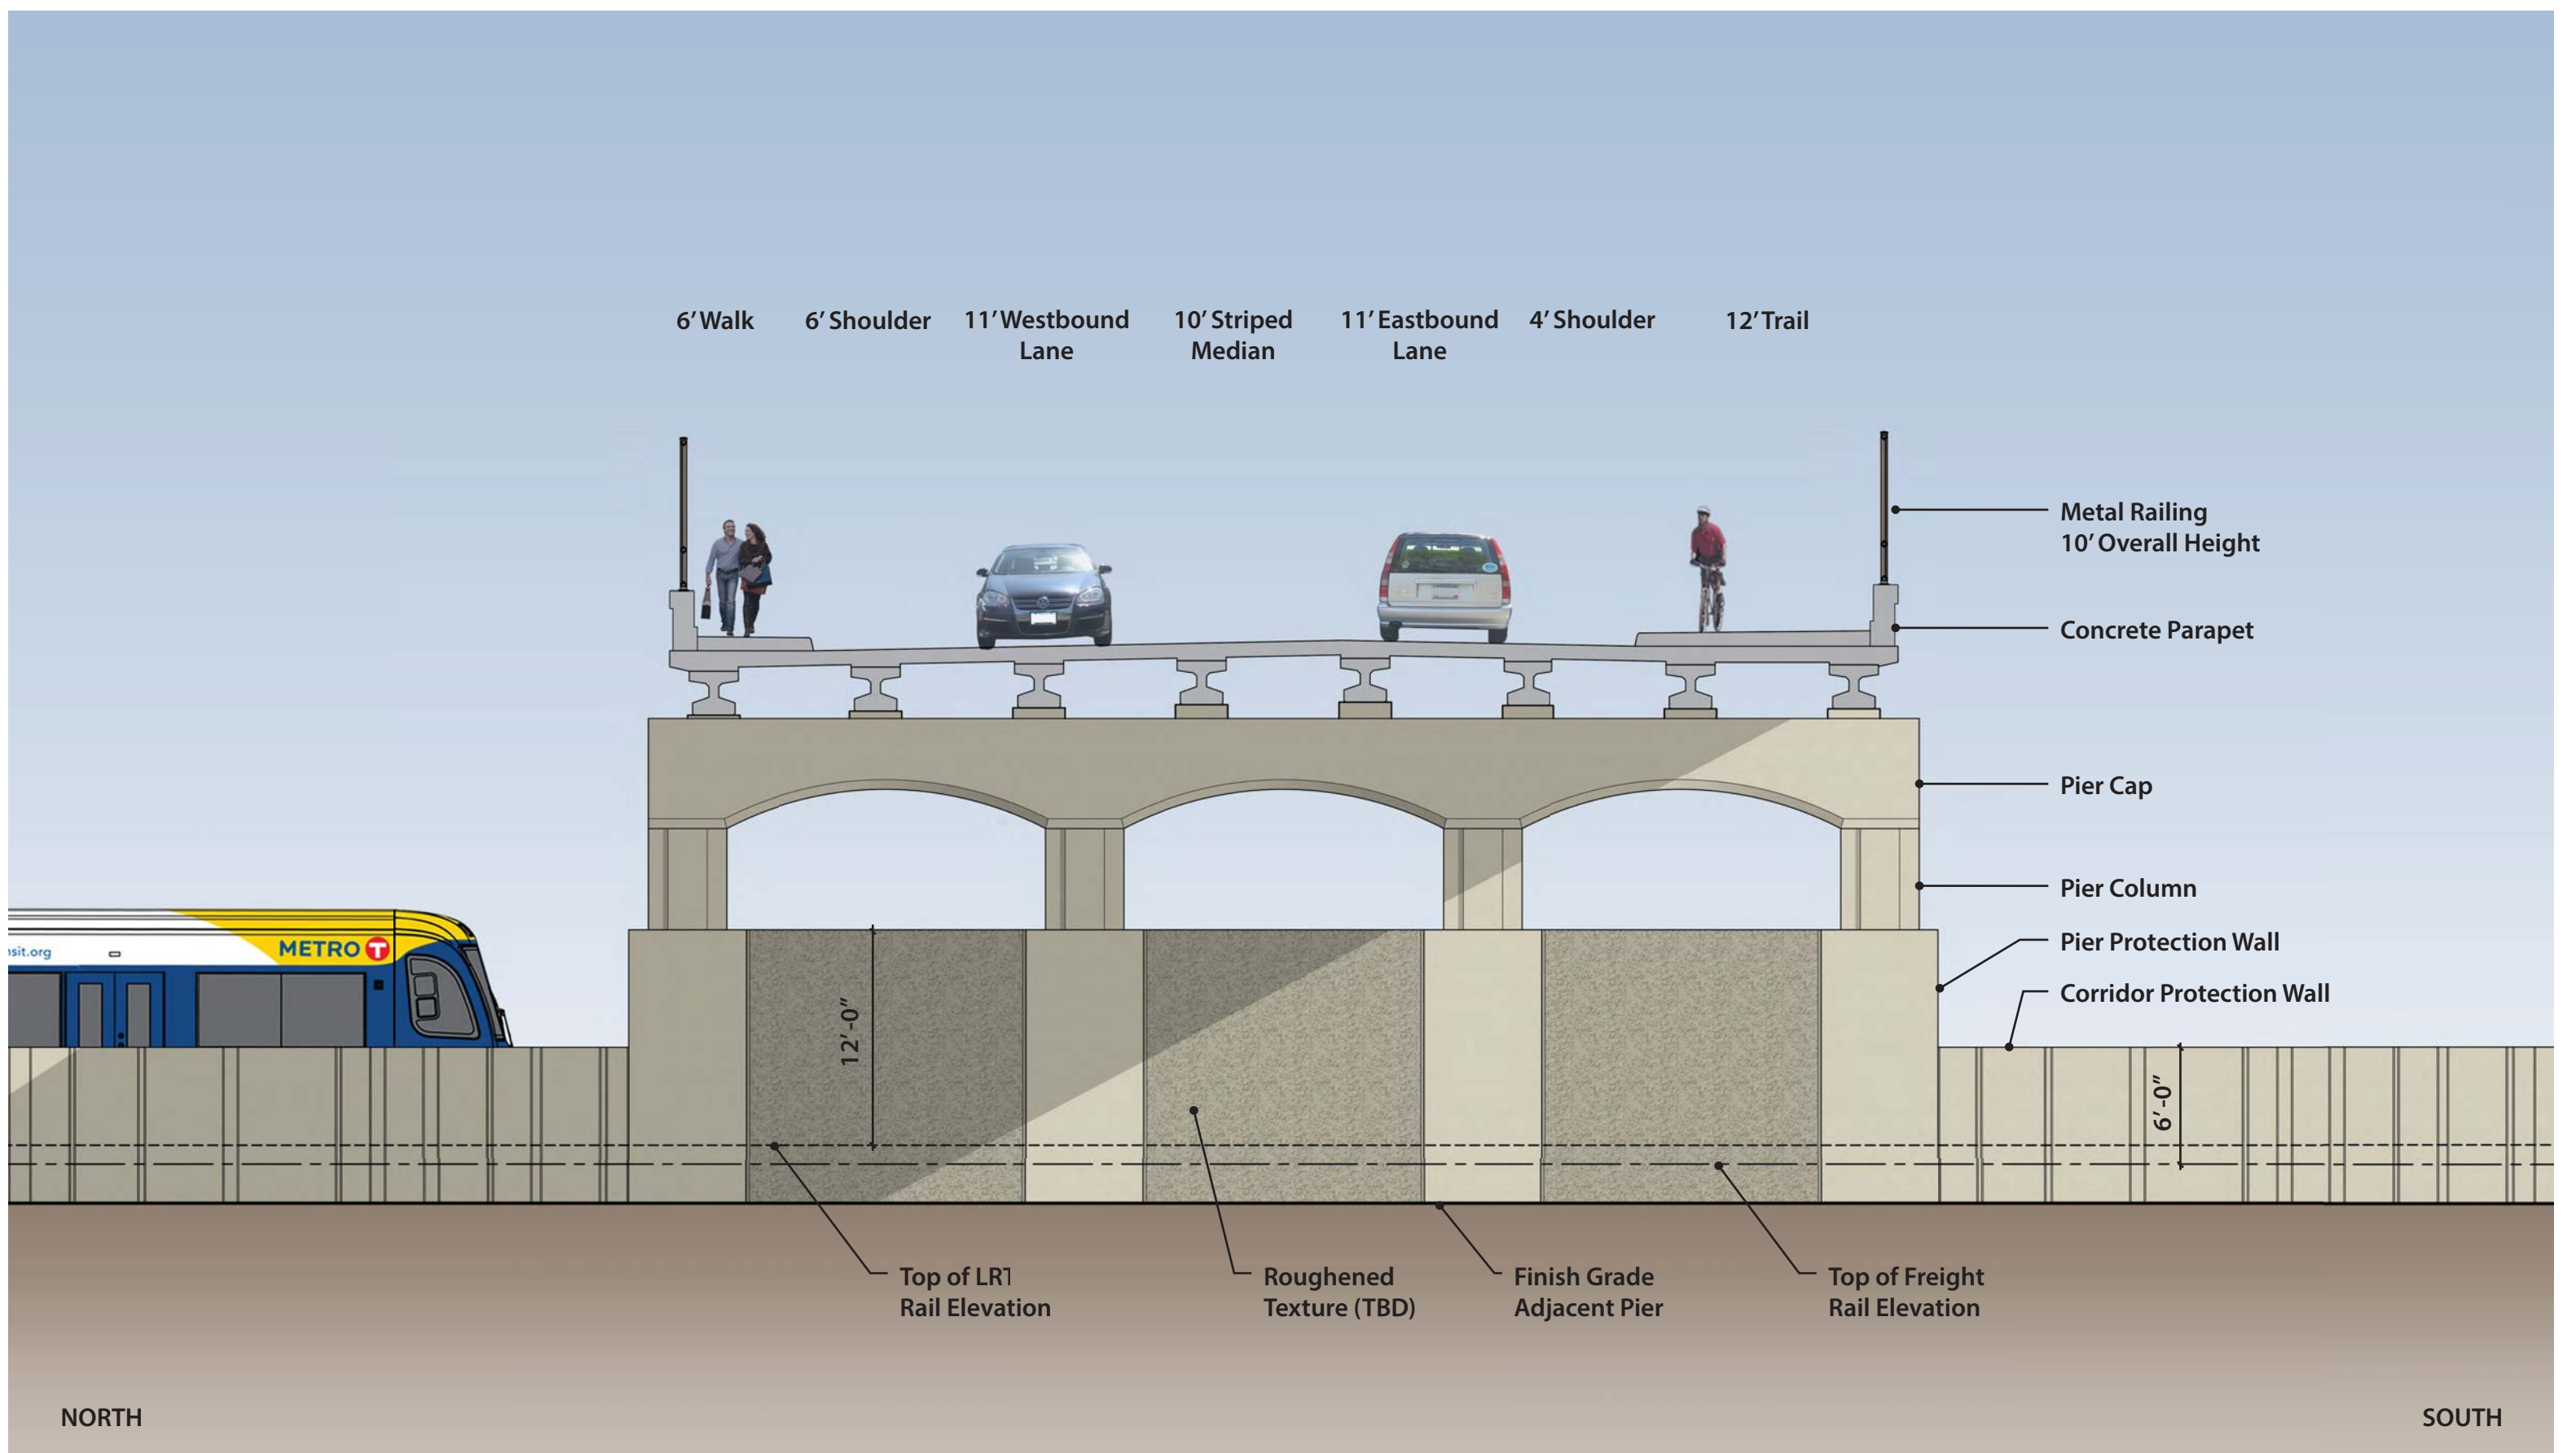 6’ Walk
6’ Shoulder
11’ Westbound
Lane
10’ Striped
Median
11’ Eastbound
Lane
4’ Shoulder
12’ Trail
Metal Railing
10’ Overall Height
Concrete Parapet
Pier Cap
Pier Column
Pier Protection Wall
Corridor Protection Wall
nsit.org
METRO T
12’-0”
6’-0”
Top of LRT
Rail Elevation
Roughened
Texture (TBD)
Finish Grade
Adjacent Pier
Top of Freight
Rail Elevation
NORTH
SOUTH